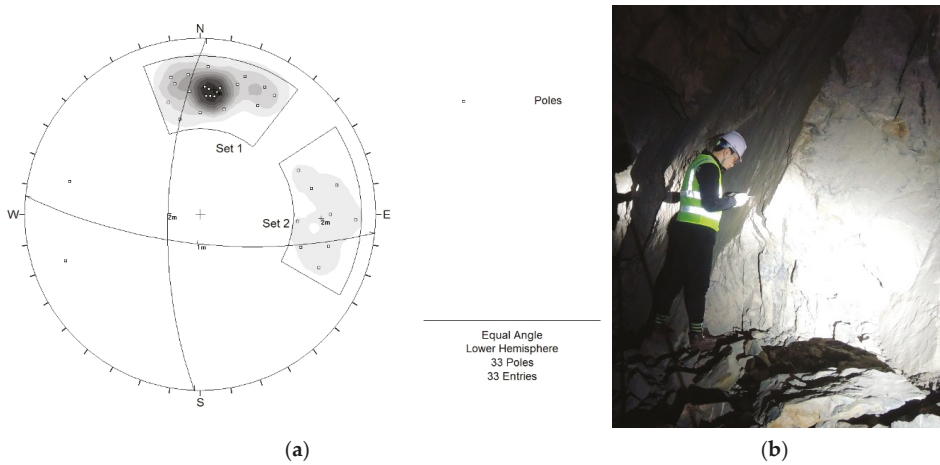 N
Poles
Set 1
W
2m
Set 2
2m
E
1m
S
Equal Angle
Lower Hemisphere
33 Poles
33 Entries
(a)
(b)